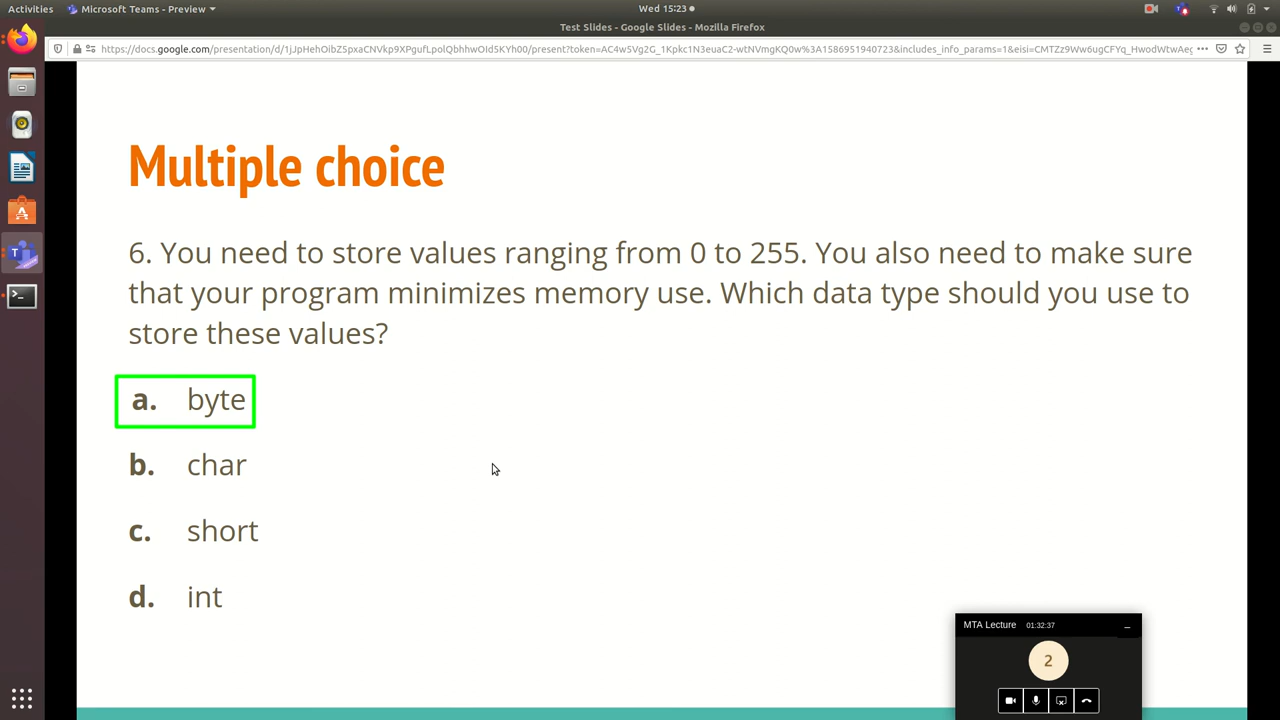 Activities
Microsoft Teams - Preview
Wed 15:23
Test Slides - Google Slides - Mozilla Firefox
Multiple choice
6. You need to store values ranging from 0 to 255. You also need to make sure
that your program minimizes memory use. Which data type should you use to
store these values?
a. byte
b. char
c. short
d. int
MTA Lecture 01:32:37
2